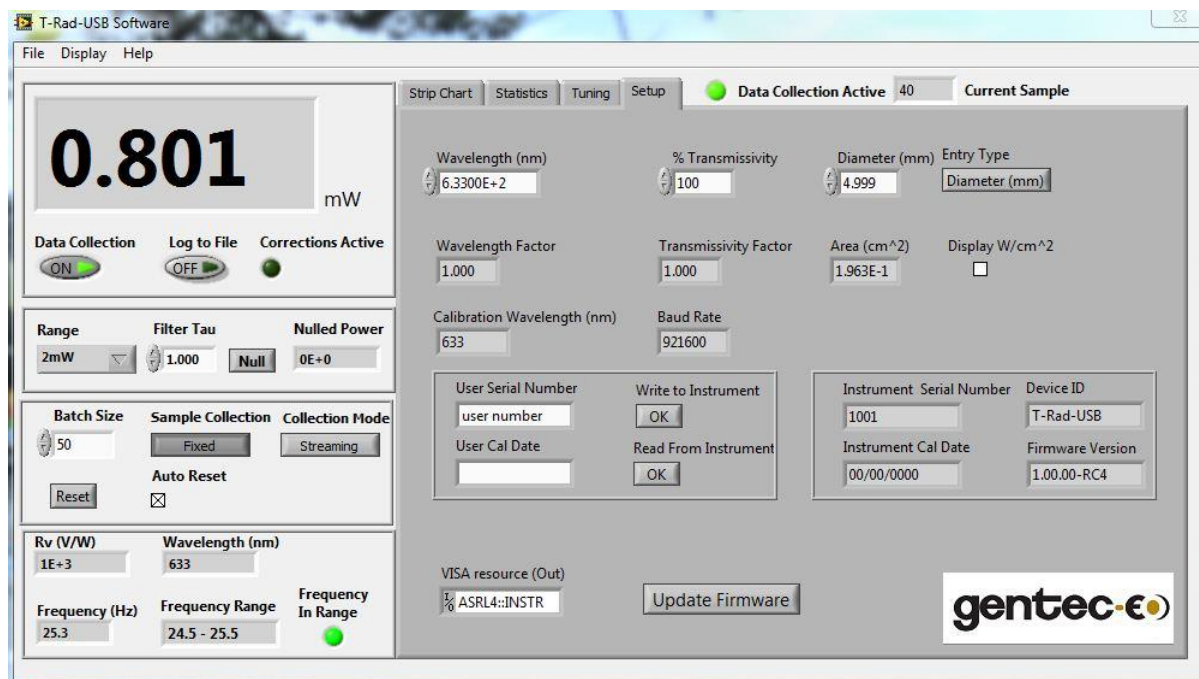 T-Rad-USB Software
File Display Help
0.801
mW
Data Collection Log to File Corrections Active
ON OFF
Range Filter Tau Nulled Power
2mW 1.000 Null 0E+0
Batch Size Sample Collection Collection Mode
50 Fixed Streaming
Auto Reset
Reset
Rv (V/W) Wavelength (nm)
1E+3 633
Frequency (Hz) Frequency Range Frequency In Range
25.3 24.5 - 25.5
Strip Chart Statistics Tuning Setup Data Collection Active 40 Current Sample
Wavelength (nm) % Transmissivity Diameter (mm) Entry Type
6.3300E+2 100 4.999 Diameter (mm)
Wavelength Factor Transmissivity Factor Area (cm^2) Display W/cm^2
1.000 1.000 1.963E-1
Calibration Wavelength (nm) Baud Rate
633 921600
User Serial Number Write to Instrument
user number OK
User Cal Date Read From Instrument
OK
Instrument Serial Number Device ID
1001 T-Rad-USB
Instrument Cal Date Firmware Version
00/00/0000 1.00.00-RC4
VISA resource (Out)
I/O ASRL4::INSTR Update Firmware
gentec-eo